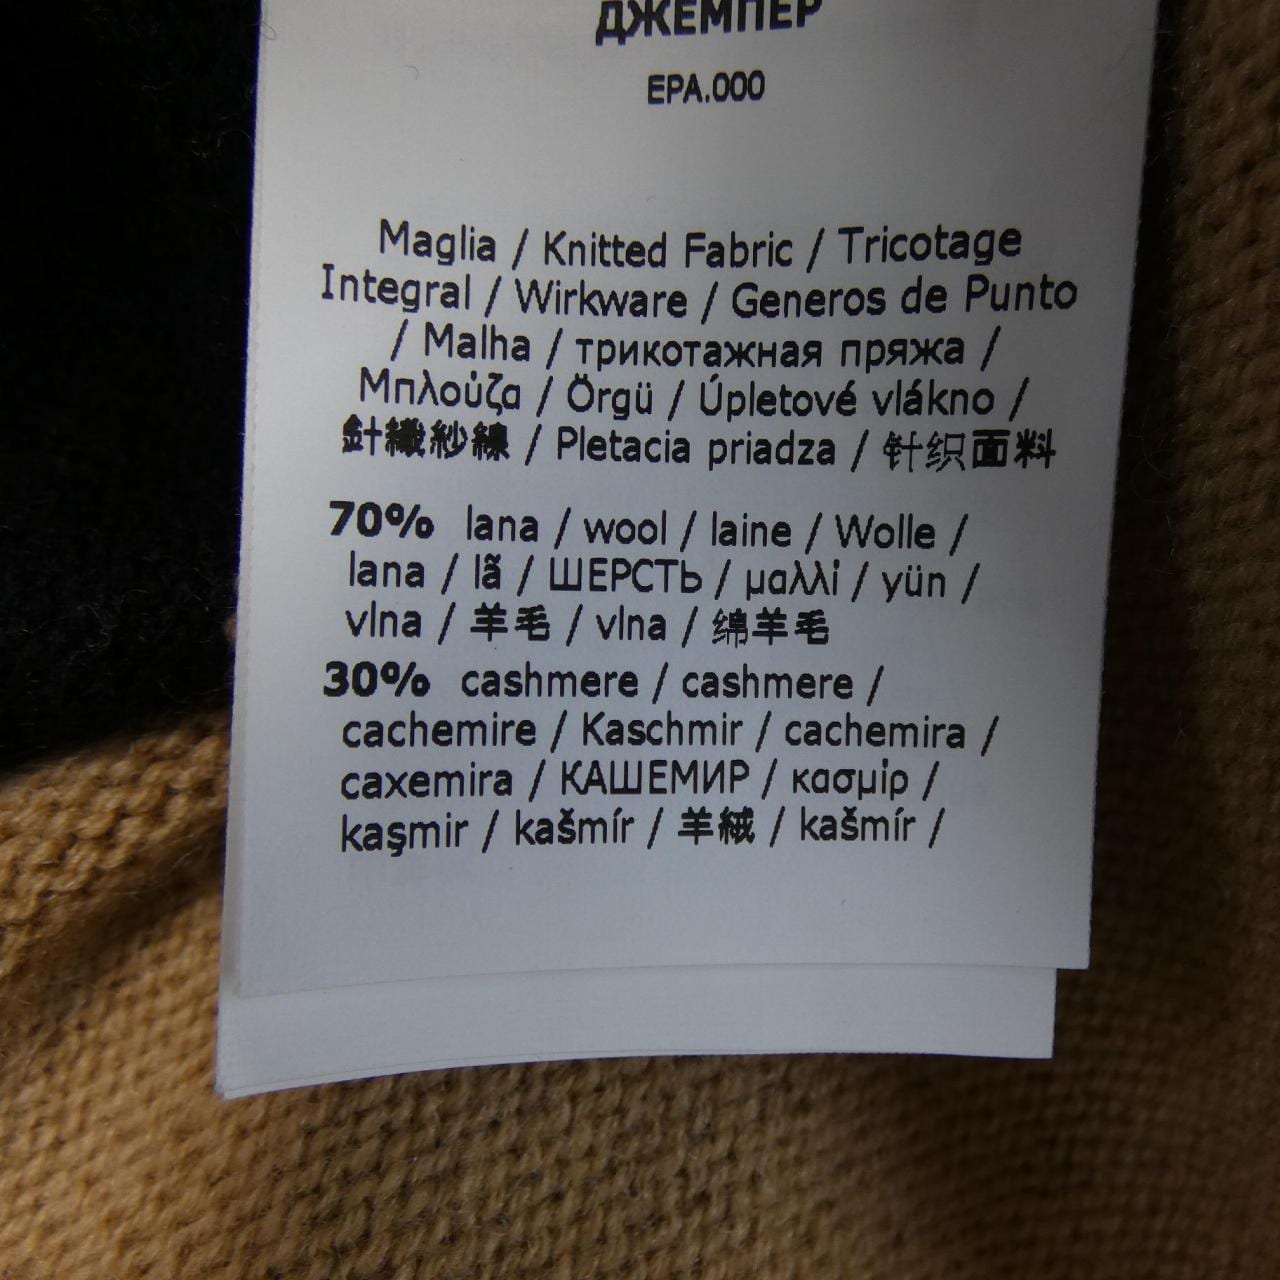 ДЖЕМПЕР
EPA.000
Maglia / Knitted Fabric / Tricotage
Integral / Wirkware / Generos de Punto
/ Malha / трикотажная пряжа /
Μπλούζα / Örgü / Úpletové vlákno /
針織紗線 / Pletacia priadza / 针织面料
70% lana / wool / laine / Wolle /
lana / lã / ШЕРСТЬ / μαλλί / yün /
vlna / 羊毛 / vlna / 绵羊毛
30% cashmere / cashmere /
cachemire / Kaschmir / cachemira /
caxemira / КАШЕМИР / κασμίρ /
kaşmir / kašmír / 羊絨 / kašmír /